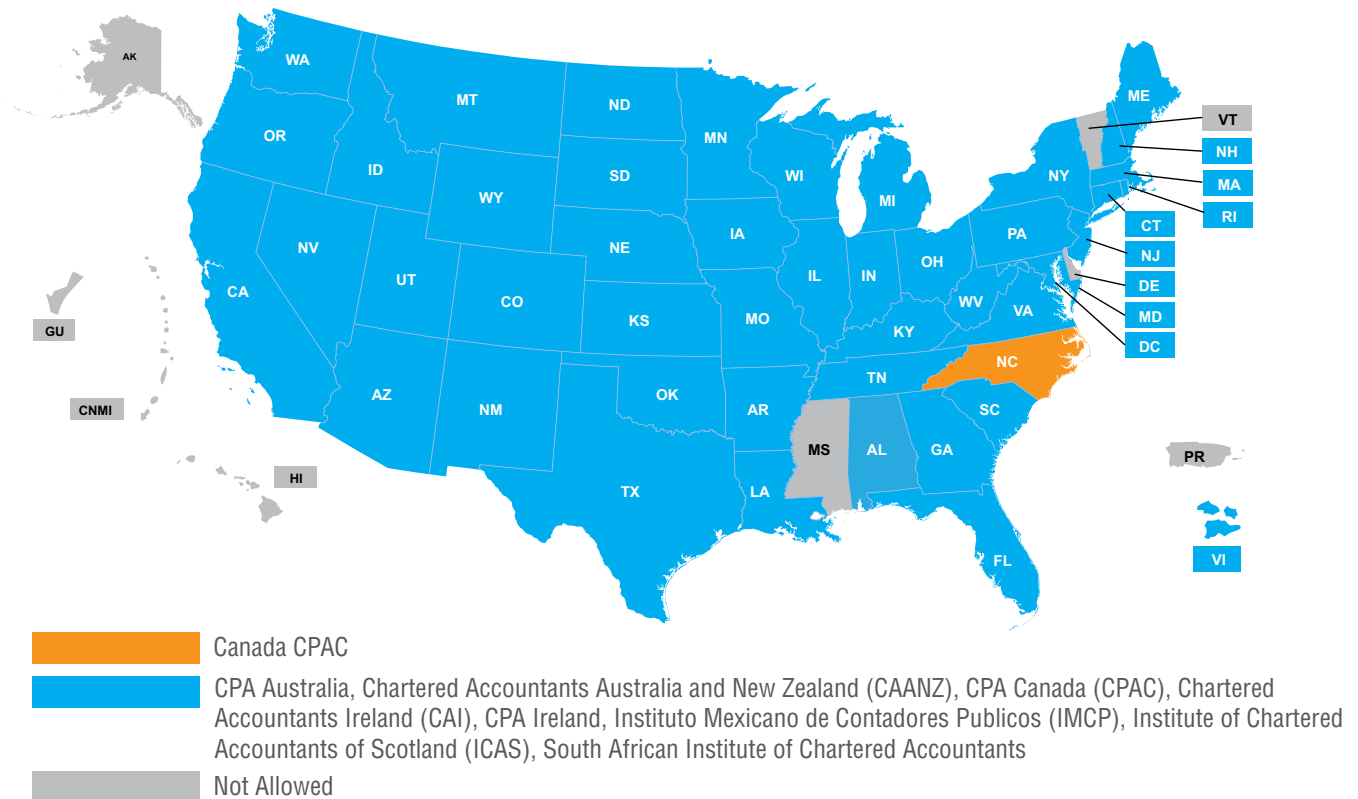 AK
WA
MT
ND
MN
ME
OR
ID
SD
WI
VT
NH
WY
MI
NY
MA
RI
CT
NV
NE
IA
PA
NJ
CA
UT
CO
IL
IN
OH
DE
GU
KS
MO
WV
VA
MD
KY
DC
NC
CNMI
AZ
NM
OK
AR
TN
SC
HI
TX
LA
MS
AL
GA
PR
FL
VI
Canada CPAC
CPA Australia, Chartered Accountants Australia and New Zealand (CAANZ), CPA Canada (CPAC), Chartered
Accountants Ireland (CAI), CPA Ireland, Instituto Mexicano de Contadores Publicos (IMCP), Institute of Chartered
Accountants of Scotland (ICAS), South African Institute of Chartered Accountants
Not Allowed